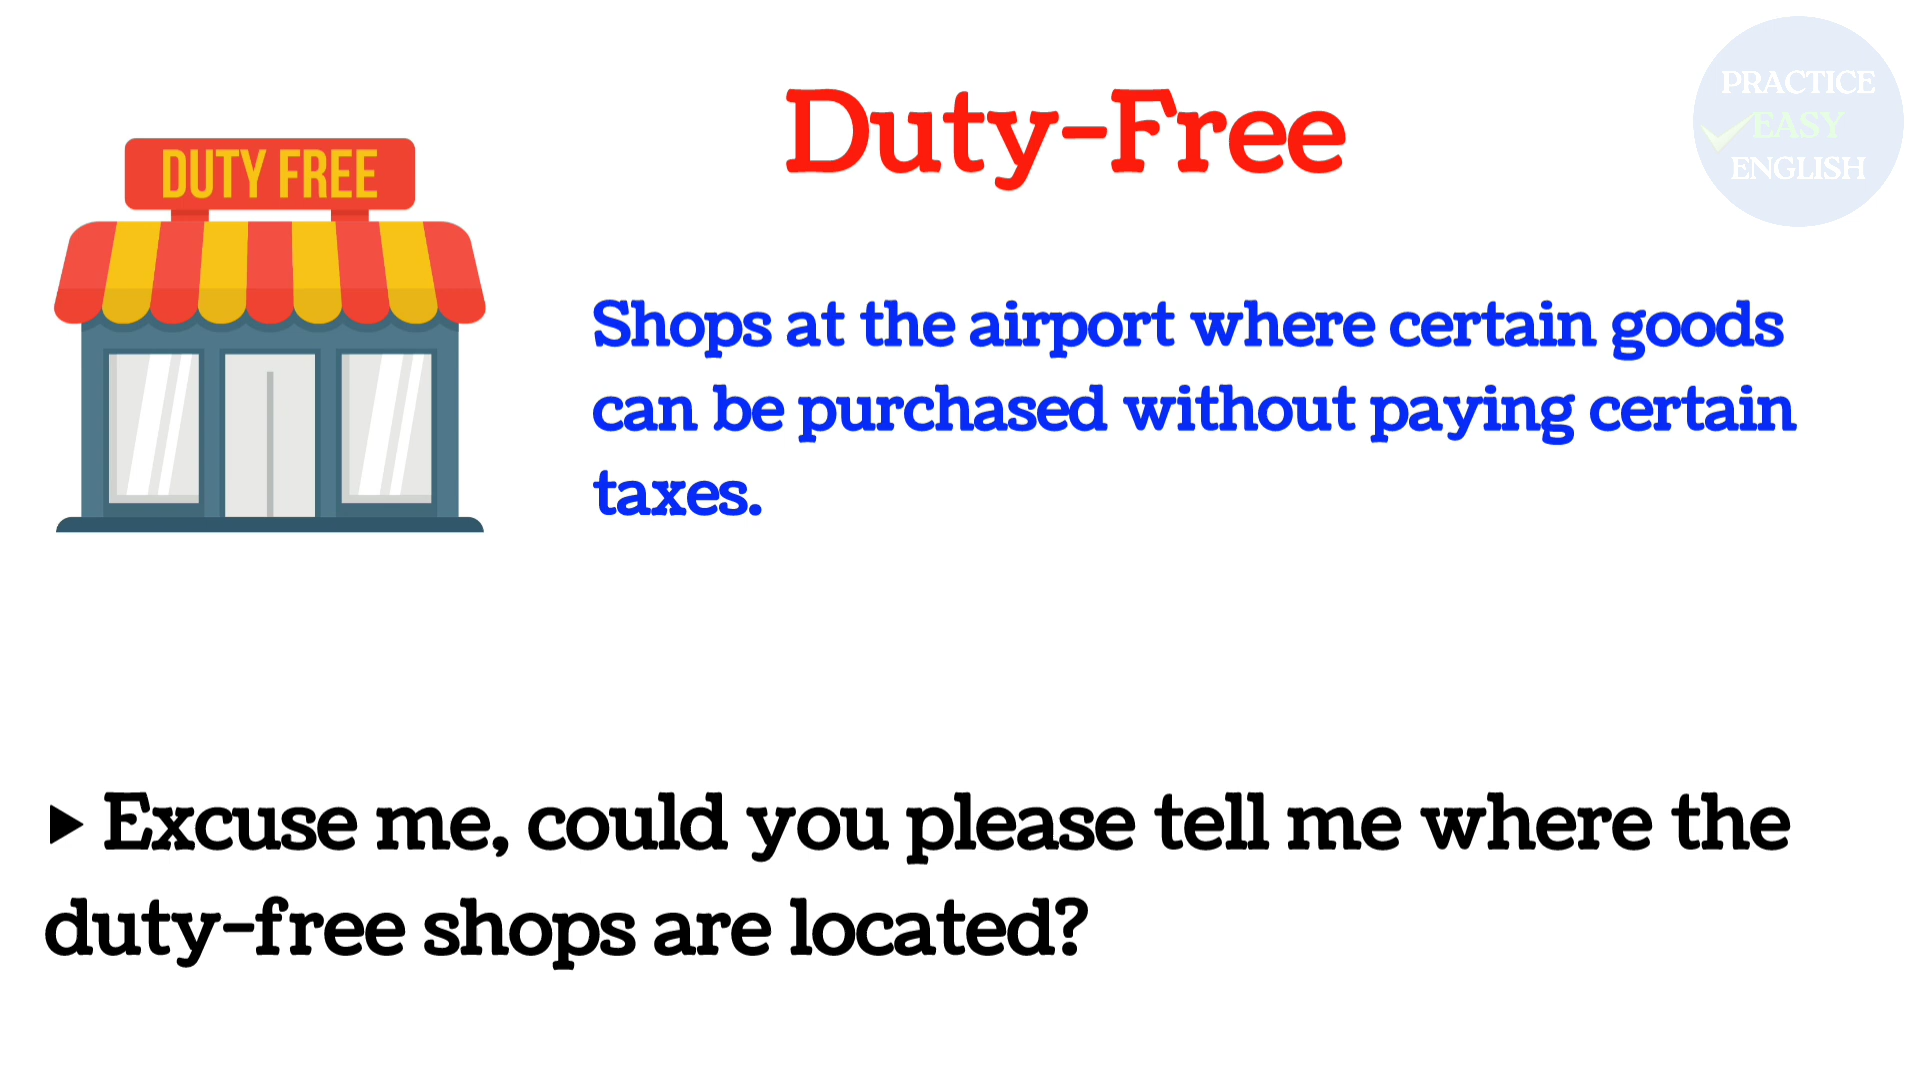 Duty-Free
PRACTICE
EASY
ENGLISH
DUTY FREE
Shops at the airport where certain goods
can be purchased without paying certain
taxes.
▶ Excuse me, could you please tell me where the
duty-free shops are located?